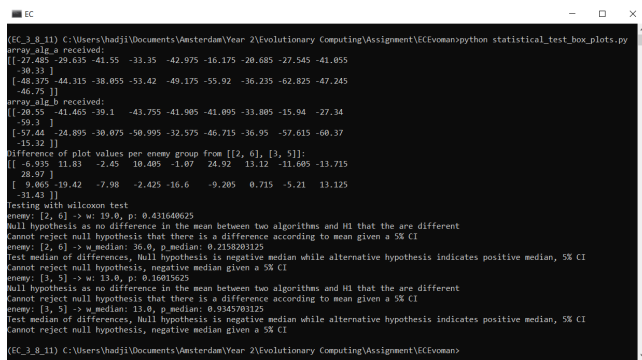 EC
(EC_3_8_11) C:\Users\hadji\Documents\Amsterdam\Year 2\Evolutionary Computing\Assignment\ECEvoman>python statistical_test_box_plots.py
array_alg_a received:
[[-27.485 -29.635 -41.55  -33.35  -42.975 -16.175 -20.685 -27.545 -41.055
  -30.33 ]
 [-48.375 -44.315 -38.055 -53.42  -49.175 -55.92  -36.235 -62.825 -47.245
  -46.75 ]]
array_alg_b received:
[[-20.55  -41.465 -39.1   -43.755 -41.905 -41.095 -33.805 -15.94  -27.34
  -59.3  ]
 [-57.44  -24.895 -30.075 -50.995 -32.575 -46.715 -36.95  -57.615 -60.37
  -15.32 ]]
Difference of plot values per enemy group from [[2, 6], [3, 5]]:
[[ -6.935  11.83   -2.45   10.405  -1.07   24.92   13.12  -11.605 -13.715
   28.97 ]
 [  9.065 -19.42   -7.98   -2.425 -16.6    -9.205   0.715  -5.21   13.125
  -31.43 ]]
Testing with wilcoxon test
enemy: [2, 6] -> w: 19.0, p: 0.431640625
Null hypothesis as no difference in the mean between two algorithms and H1 that the are different
Cannot reject null hypothesis that there is a difference according to mean given a 5% CI
enemy: [2, 6] -> w_median: 36.0, p_median: 0.2158203125
Test median of differences, Null hypothesis is negative median while alternative hypothesis indicates positive median, 5% CI
Cannot reject null hypothesis, negative median given a 5% CI
enemy: [3, 5] -> w: 13.0, p: 0.16015625
Null hypothesis as no difference in the mean between two algorithms and H1 that the are different
Cannot reject null hypothesis that there is a difference according to mean given a 5% CI
enemy: [3, 5] -> w_median: 13.0, p_median: 0.9345703125
Test median of differences, Null hypothesis is negative median while alternative hypothesis indicates positive median, 5% CI
Cannot reject null hypothesis, negative median given a 5% CI
(EC_3_8_11) C:\Users\hadji\Documents\Amsterdam\Year 2\Evolutionary Computing\Assignment\ECEvoman>